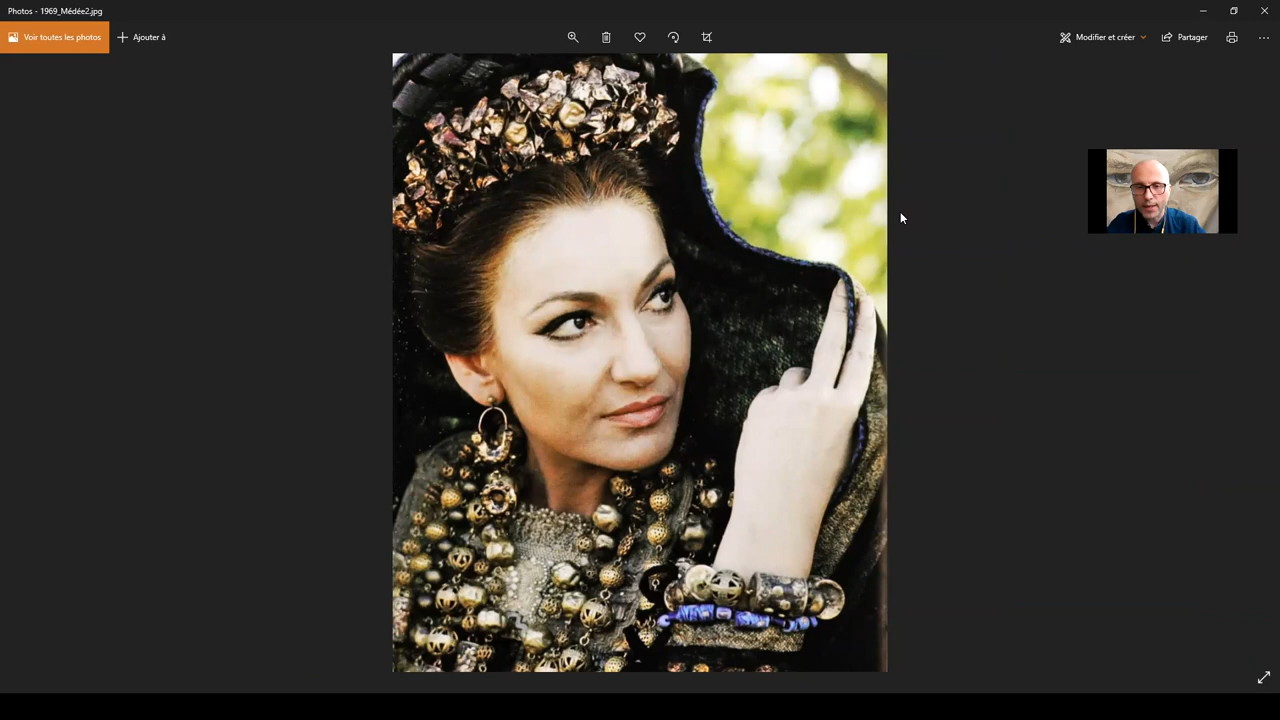 Photos - 1969_Médée2.jpg
Voir toutes les photos
Ajouter à
Modifier et créer
Partager